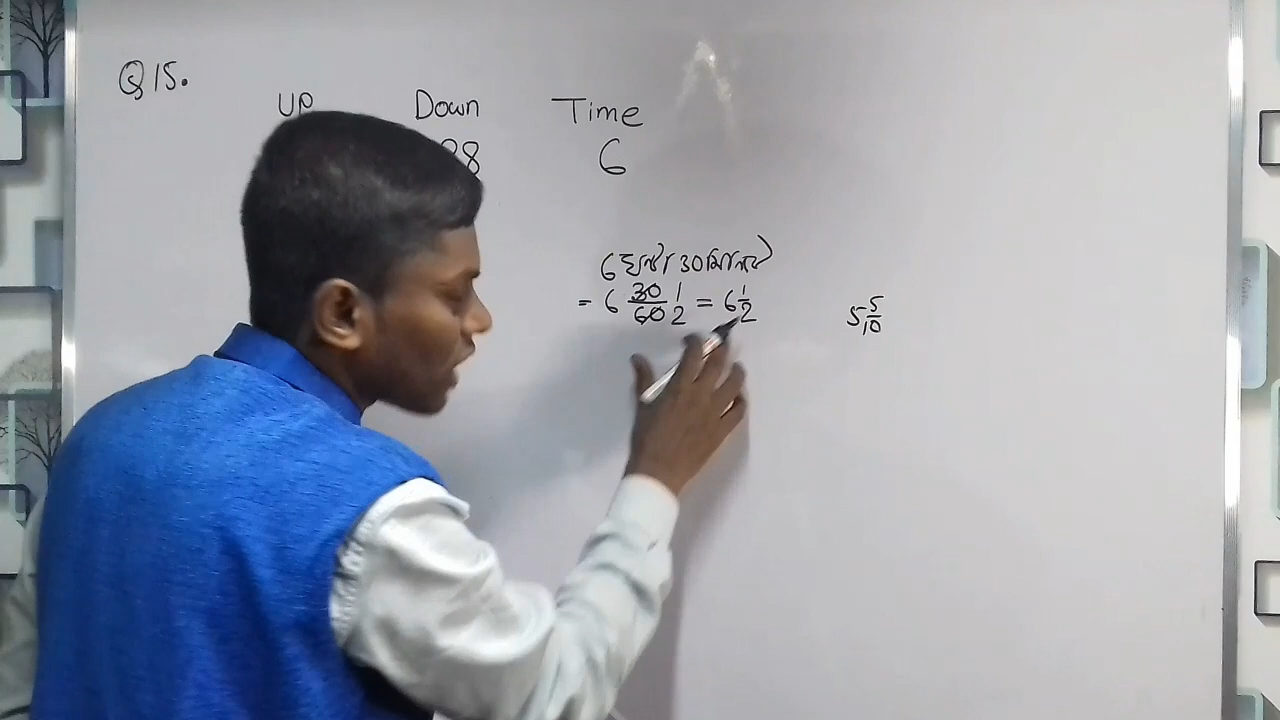 Q15.
UP Down Time
28 6
6 ঘন্টা 30 মিনিট
= 6 30/60 1/2 = 6 1/2
5 5/10